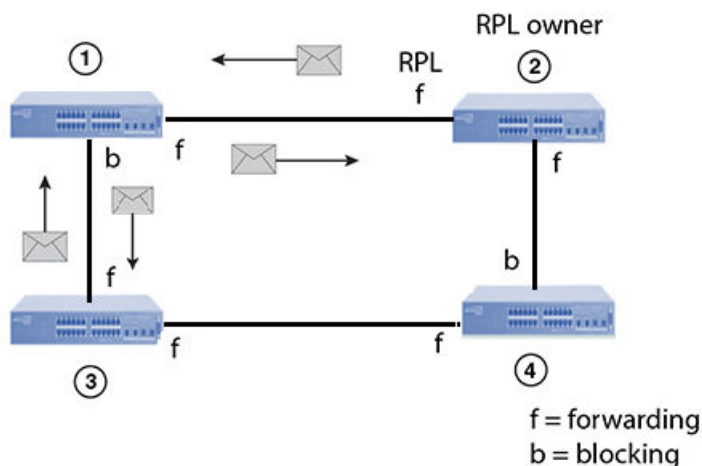 RPL owner
1
RPL
2
f
b
f
f
f
b
f
f
3
4
f = forwarding
b = blocking